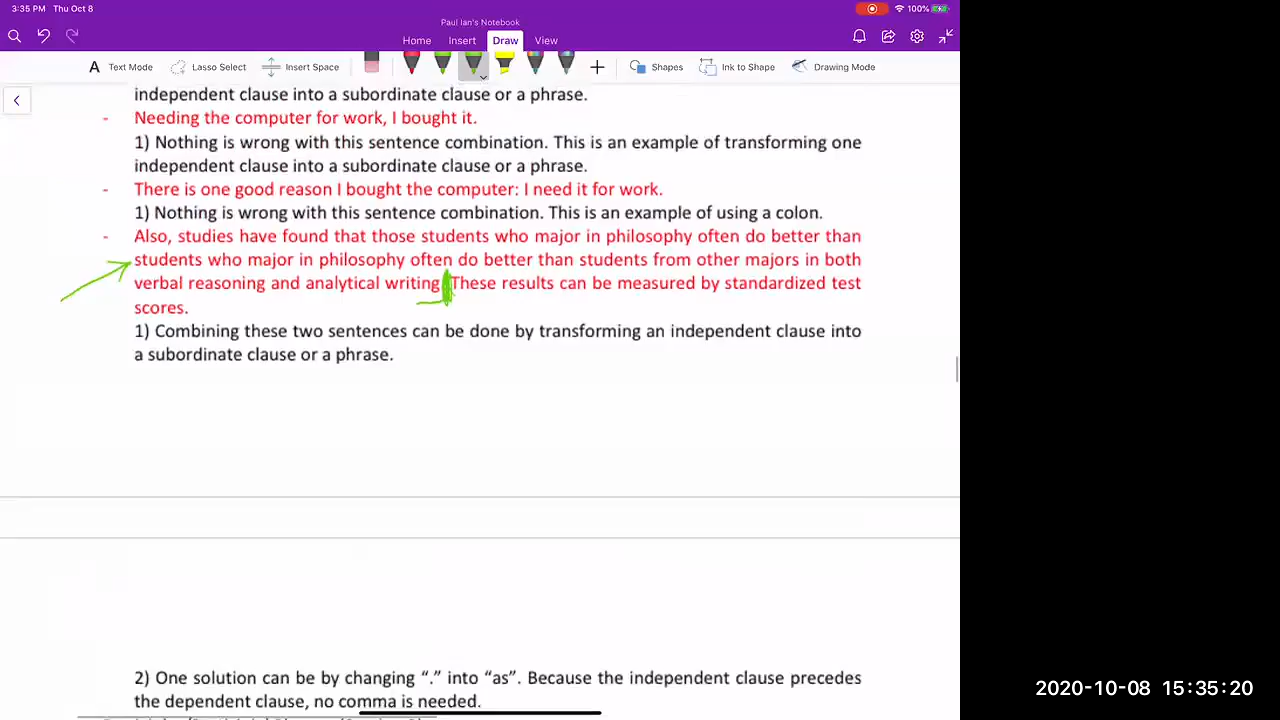 3:35 PM Thu Oct 8
100%
Paul Ian's Notebook
Home Insert Draw View
A Text Mode Lasso Select Insert Space Shapes Ink to Shape Drawing Mode
independent clause into a subordinate clause or a phrase.
- Needing the computer for work, I bought it.
1) Nothing is wrong with this sentence combination. This is an example of transforming one
independent clause into a subordinate clause or a phrase.
- There is one good reason I bought the computer: I need it for work.
1) Nothing is wrong with this sentence combination. This is an example of using a colon.
- Also, studies have found that those students who major in philosophy often do better than
students who major in philosophy often do better than students from other majors in both
verbal reasoning and analytical writing These results can be measured by standardized test
scores.
1) Combining these two sentences can be done by transforming an independent clause into
a subordinate clause or a phrase.
2) One solution can be by changing “.” into “as”. Because the independent clause precedes
the dependent clause, no comma is needed.
2020-10-08 15:35:20